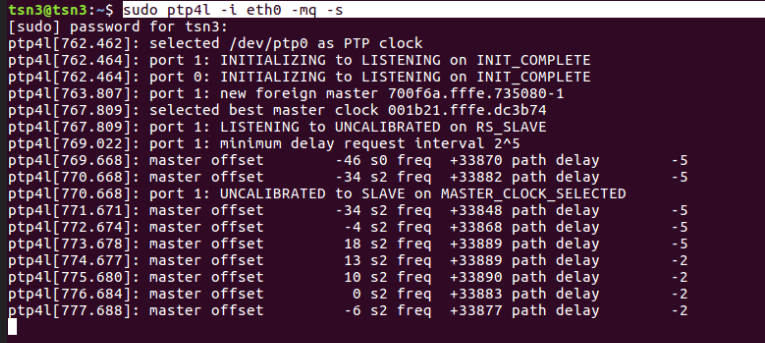 tsn3@tsn3:~$ sudo ptp4l -i eth0 -mq -s
[sudo] password for tsn3:
ptp4l[762.462]: selected /dev/ptp0 as PTP clock
ptp4l[762.464]: port 1: INITIALIZING to LISTENING on INIT_COMPLETE
ptp4l[762.464]: port 0: INITIALIZING to LISTENING on INIT_COMPLETE
ptp4l[763.807]: port 1: new foreign master 700f6a.fffe.735080-1
ptp4l[767.809]: selected best master clock 001b21.fffe.dc3b74
ptp4l[767.809]: port 1: LISTENING to UNCALIBRATED on RS_SLAVE
ptp4l[769.022]: port 1: minimum delay request interval 2^5
ptp4l[769.668]: master offset -46 s0 freq +33870 path delay -5
ptp4l[770.668]: master offset -34 s2 freq +33882 path delay -5
ptp4l[770.668]: port 1: UNCALIBRATED to SLAVE on MASTER_CLOCK_SELECTED
ptp4l[771.671]: master offset -34 s2 freq +33848 path delay -5
ptp4l[772.674]: master offset -4 s2 freq +33868 path delay -5
ptp4l[773.678]: master offset 18 s2 freq +33889 path delay -5
ptp4l[774.677]: master offset 13 s2 freq +33889 path delay -2
ptp4l[775.680]: master offset 10 s2 freq +33890 path delay -2
ptp4l[776.684]: master offset 0 s2 freq +33883 path delay -2
ptp4l[777.688]: master offset -6 s2 freq +33877 path delay -2